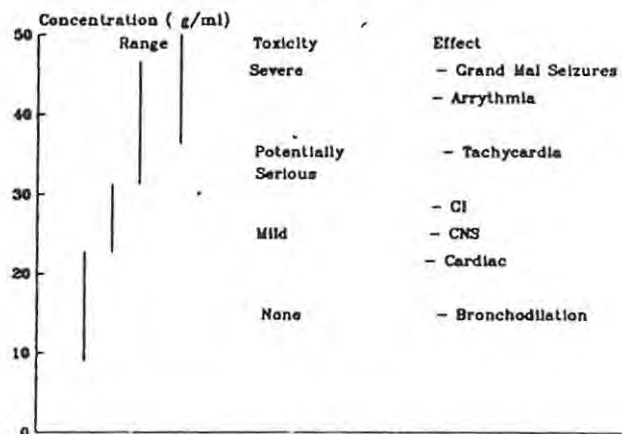 Concentration ( g/ml)
50
Range Toxicity Effect
Severe - Grand Mal Seizures
40 - Arrythmia
Potentially - Tachycardia
Serious
30
- CI
Mild - CNS
- Cardiac
20
None - Bronchodilation
10
0